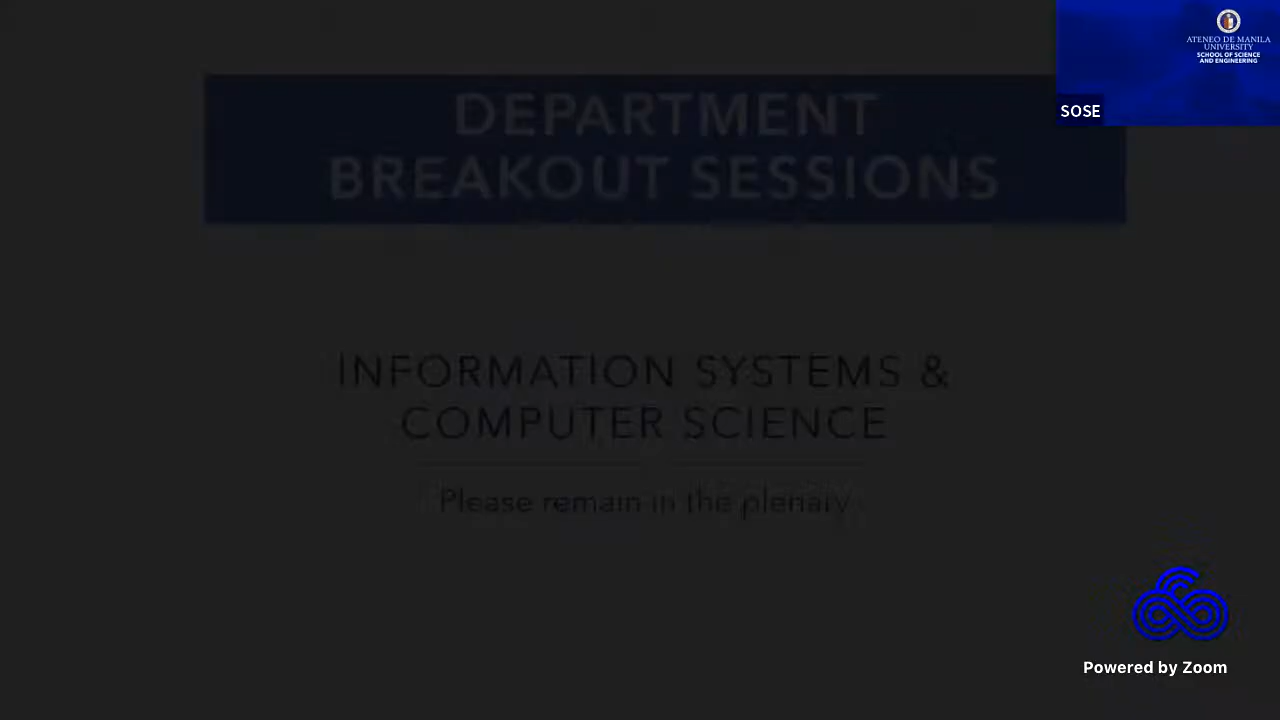 DEPARTMENT
BREAKOUT SESSIONS
ATENEO DE MANILA
UNIVERSITY
SCHOOL OF SCIENCE
AND ENGINEERING
SOSE
INFORMATION SYSTEMS &
COMPUTER SCIENCE
Please remain in the plenary
Powered by Zoom